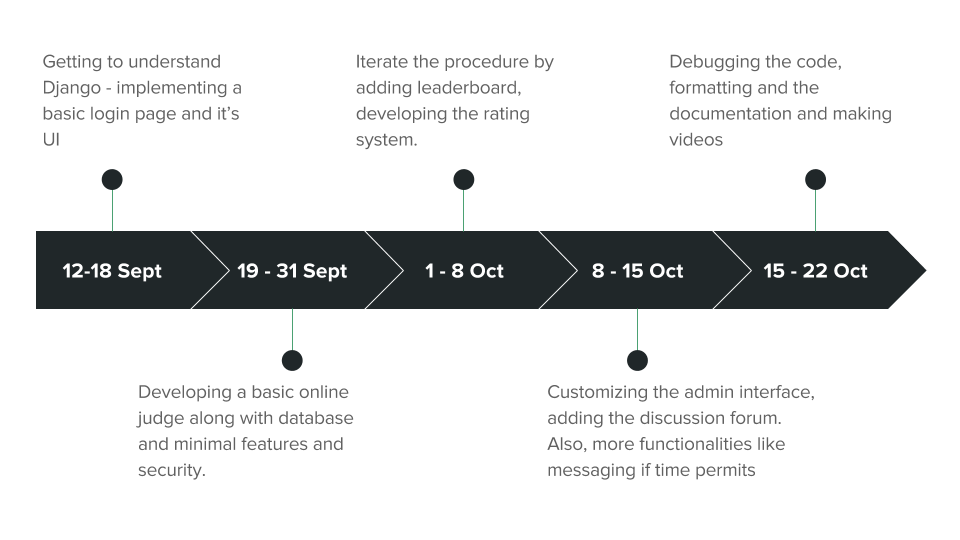 Getting to understand
Django - implementing a
basic login page and it’s
UI
Iterate the procedure by
adding leaderboard,
developing the rating
system.
Debugging the code,
formatting and the
documentation and making
videos
12-18 Sept
19 - 31 Sept
1 - 8 Oct
8 - 15 Oct
15 - 22 Oct
Developing a basic online
judge along with database
and minimal features and
security.
Customizing the admin interface,
adding the discussion forum.
Also, more functionalities like
messaging if time permits